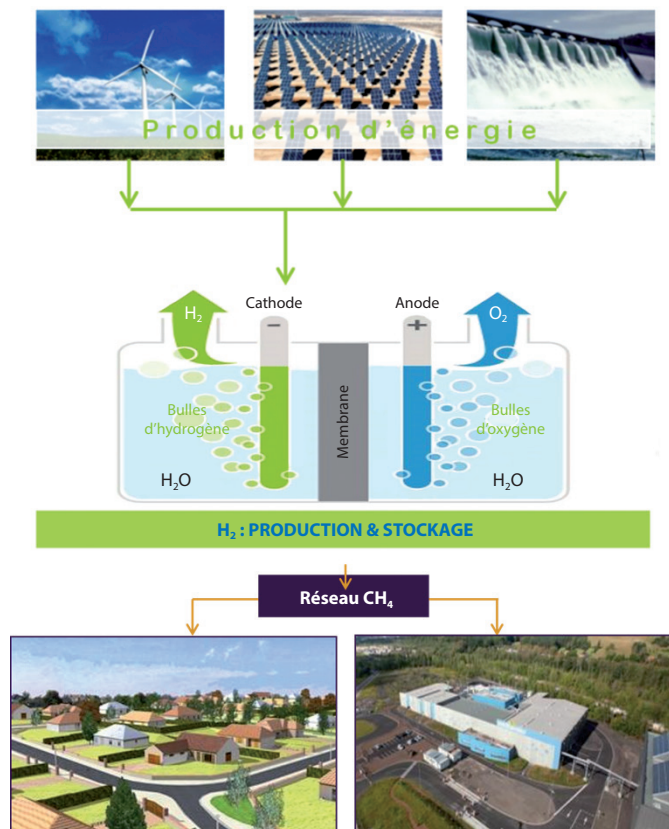 Production d'énergie
Cathode
Anode
H₂
O₂
−
+
Bulles
d'hydrogène
Membrane
Bulles
d'oxygène
H₂O
H₂O
H₂ : PRODUCTION & STOCKAGE
Réseau CH₄